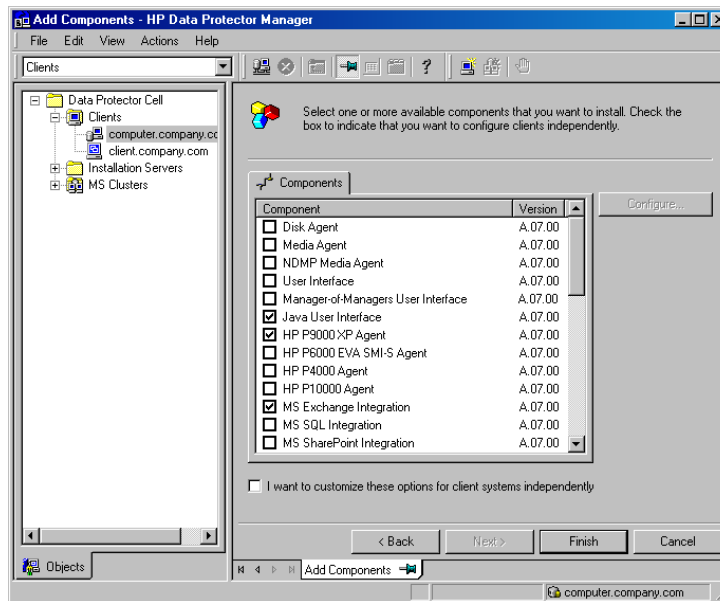 Add Components - HP Data Protector Manager
File Edit View Actions Help
Clients
Data Protector Cell
Clients
computer.company.cc
client.company.com
Installation Servers
MS Clusters
Select one or more available components that you want to install. Check the
box to indicate that you want to configure clients independently.
Components
Configure...
Component Version
Disk Agent A.07.00
Media Agent A.07.00
NDMP Media Agent A.07.00
User Interface A.07.00
Manager-of-Managers User Interface A.07.00
Java User Interface A.07.00
HP P9000 XP Agent A.07.00
HP P6000 EVA SMI-S Agent A.07.00
HP P4000 Agent A.07.00
HP P10000 Agent A.07.00
MS Exchange Integration A.07.00
MS SQL Integration A.07.00
MS SharePoint Integration A.07.00
I want to customize these options for client systems independently
< Back Next > Finish Cancel
Objects
Add Components
computer.company.com